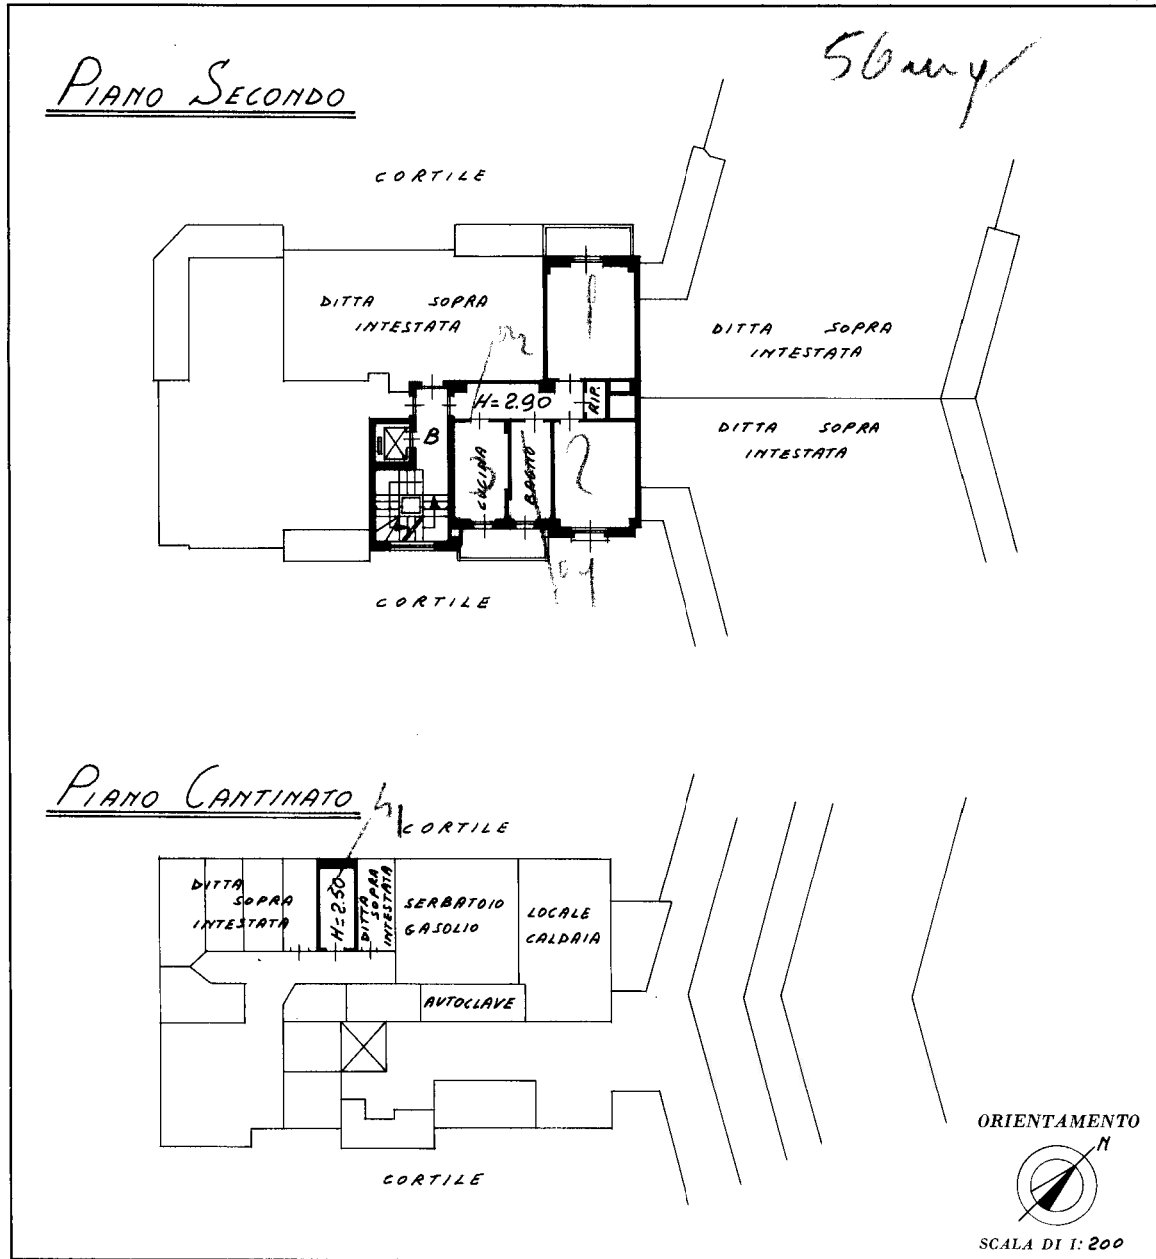 PIANO SECONDO
CORTILE
DITTA SOPRA
INTESTATA
DITTA SOPRA
INTESTATA
H=2.90
RIP.
B
CUCINA
BAGNO
1
2
DITTA SOPRA
INTESTATA
CORTILE
PIANO CANTINATO
CORTILE
DITTA
SOPRA
INTESTATA
H=2.50
DITTA
SOPRA
INTESTATA
SERBATOIO
GASOLIO
LOCALE
CALDAIA
AUTOCLAVE
CORTILE
ORIENTAMENTO
N
SCALA DI 1: 200